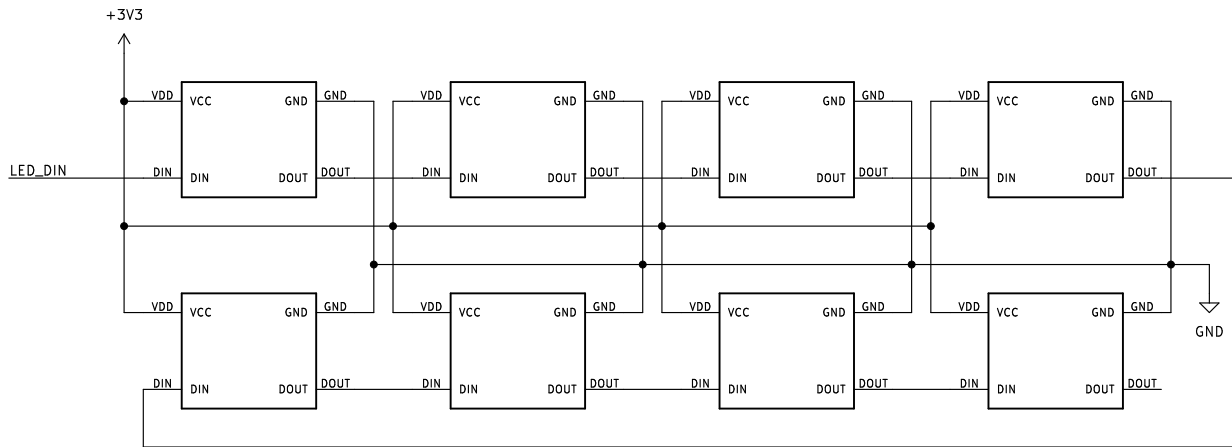 +3V3
VDD VCC GND GND VDD VCC GND GND VDD VCC GND GND VDD VCC GND GND
LED_DIN DIN DIN DOUT DOUT DIN DIN DOUT DOUT DIN DIN DOUT DOUT DIN DIN DOUT DOUT
VDD VCC GND GND VDD VCC GND GND VDD VCC GND GND VDD VCC GND GND
GND
DIN DIN DOUT DOUT DIN DIN DOUT DOUT DIN DIN DOUT DOUT DIN DIN DOUT DOUT